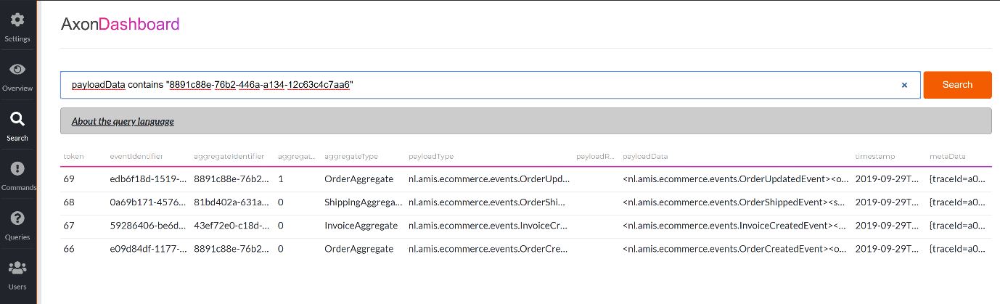 AxonDashboard
Settings
Overview
Search
Commands
Queries
Users
payloadData contains "8891c88e-76b2-446a-a134-12c63c4c7aa6"
×
Search
About the query language
token eventIdentifier aggregateIdentifier aggregat... aggregateType payloadType payloadR... payloadData timestamp metaData
69 edb6f18d-1519-... 8891c88e-76b2... 1 OrderAggregate nl.amis.ecommerce.events.OrderUpd... <nl.amis.ecommerce.events.OrderUpdatedEvent><o... 2019-09-29T... {traceId=a0...
68 0a69b171-4576... 81bd402a-631a... 0 ShippingAggrega... nl.amis.ecommerce.events.OrderShi... <nl.amis.ecommerce.events.OrderShippedEvent><s... 2019-09-29T... {traceId=a0...
67 59286406-be6d... 43ef72e0-c18d-... 0 InvoiceAggregate nl.amis.ecommerce.events.InvoiceCr... <nl.amis.ecommerce.events.InvoiceCreatedEvent><... 2019-09-29T... {traceId=a0...
66 e09d84df-1177-... 8891c88e-76b2... 0 OrderAggregate nl.amis.ecommerce.events.OrderCre... <nl.amis.ecommerce.events.OrderCreatedEvent><o... 2019-09-29T... {traceId=a0...